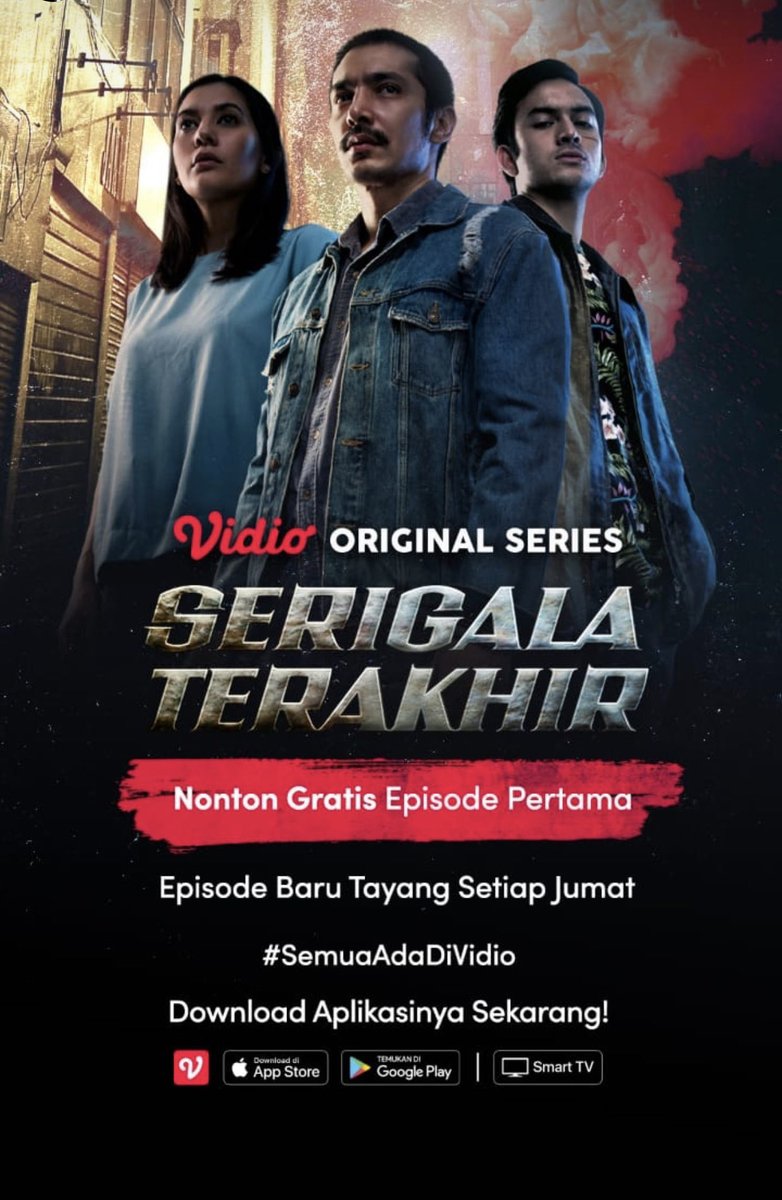 Vidio ORIGINAL SERIES
SERIGALA
TERAKHIR
Nonton Gratis Episode Pertama
Episode Baru Tayang Setiap Jumat
#SemuaAdaDiVidio
Download Aplikasinya Sekarang!
Download di
App Store
TEMUKAN DI
Google Play
Smart TV